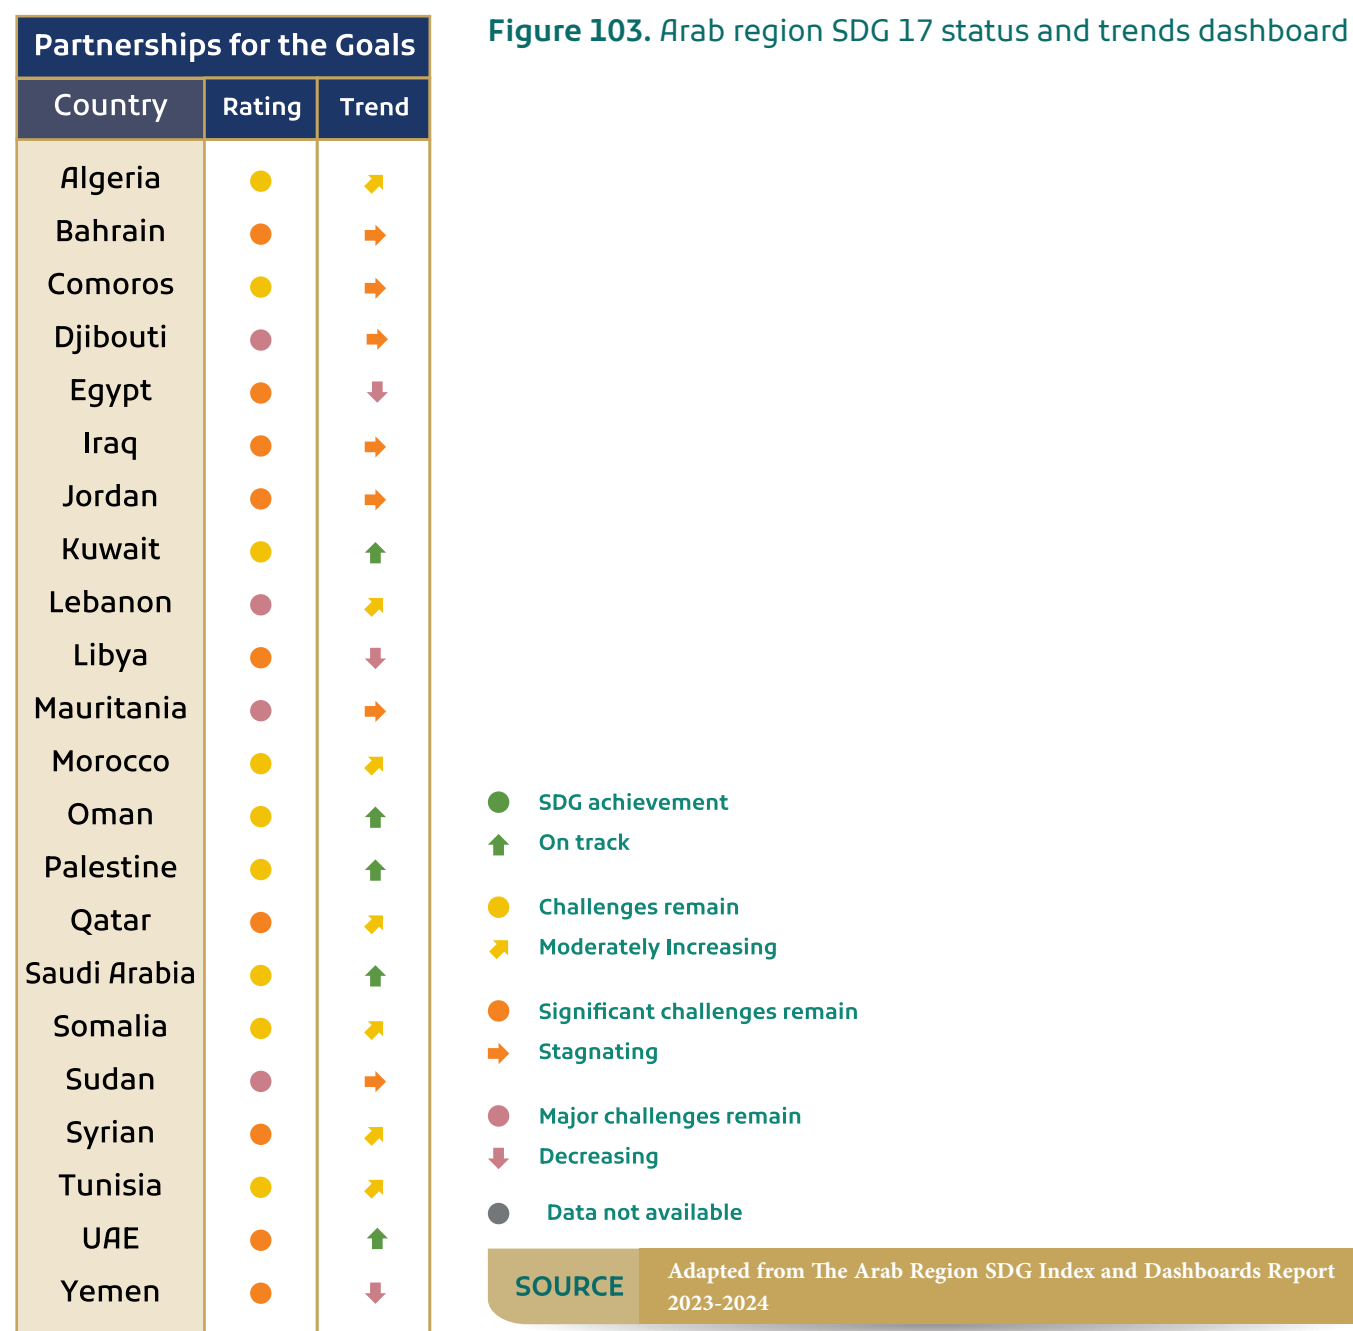 Partnerships for the Goals
Country Rating Trend
Algeria
Bahrain
Comoros
Djibouti
Egypt
Iraq
Jordan
Kuwait
Lebanon
Libya
Mauritania
Morocco
Oman
Palestine
Qatar
Saudi Arabia
Somalia
Sudan
Syrian
Tunisia
UAE
Yemen
Figure 103. Arab region SDG 17 status and trends dashboard
SDG achievement
On track
Challenges remain
Moderately Increasing
Significant challenges remain
Stagnating
Major challenges remain
Decreasing
Data not available
SOURCE
Adapted from The Arab Region SDG Index and Dashboards Report
2023-2024